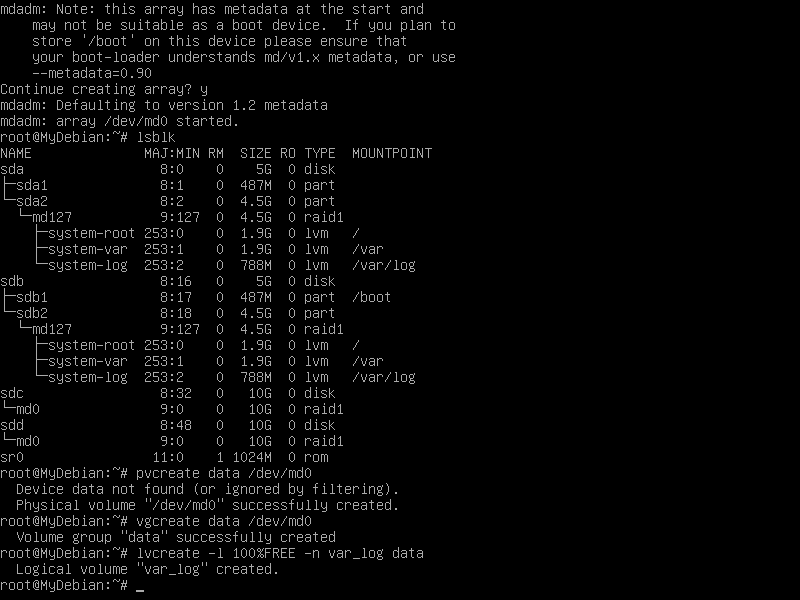 mdadm: Note: this array has metadata at the start and
    may not be suitable as a boot device.  If you plan to
    store '/boot' on this device please ensure that
    your boot-loader understands md/v1.x metadata, or use
    --metadata=0.90
Continue creating array? y
mdadm: Defaulting to version 1.2 metadata
mdadm: array /dev/md0 started.
root@MyDebian:~# lsblk
NAME              MAJ:MIN RM  SIZE RO TYPE  MOUNTPOINT
sda                 8:0    0    5G  0 disk
├─sda1              8:1    0  487M  0 part
└─sda2              8:2    0  4.5G  0 part
  └─md127           9:127  0  4.5G  0 raid1
    ├─system-root 253:0    0  1.9G  0 lvm   /
    ├─system-var  253:1    0  1.9G  0 lvm   /var
    └─system-log  253:2    0  788M  0 lvm   /var/log
sdb                 8:16   0    5G  0 disk
├─sdb1              8:17   0  487M  0 part  /boot
└─sdb2              8:18   0  4.5G  0 part
  └─md127           9:127  0  4.5G  0 raid1
    ├─system-root 253:0    0  1.9G  0 lvm   /
    ├─system-var  253:1    0  1.9G  0 lvm   /var
    └─system-log  253:2    0  788M  0 lvm   /var/log
sdc                 8:32   0   10G  0 disk
└─md0               9:0    0   10G  0 raid1
sdd                 8:48   0   10G  0 disk
└─md0               9:0    0   10G  0 raid1
sr0                11:0    1 1024M  0 rom
root@MyDebian:~# pvcreate data /dev/md0
  Device data not found (or ignored by filtering).
  Physical volume "/dev/md0" successfully created.
root@MyDebian:~# vgcreate data /dev/md0
  Volume group "data" successfully created
root@MyDebian:~# lvcreate -l 100%FREE -n var_log data
  Logical volume "var_log" created.
root@MyDebian:~# _